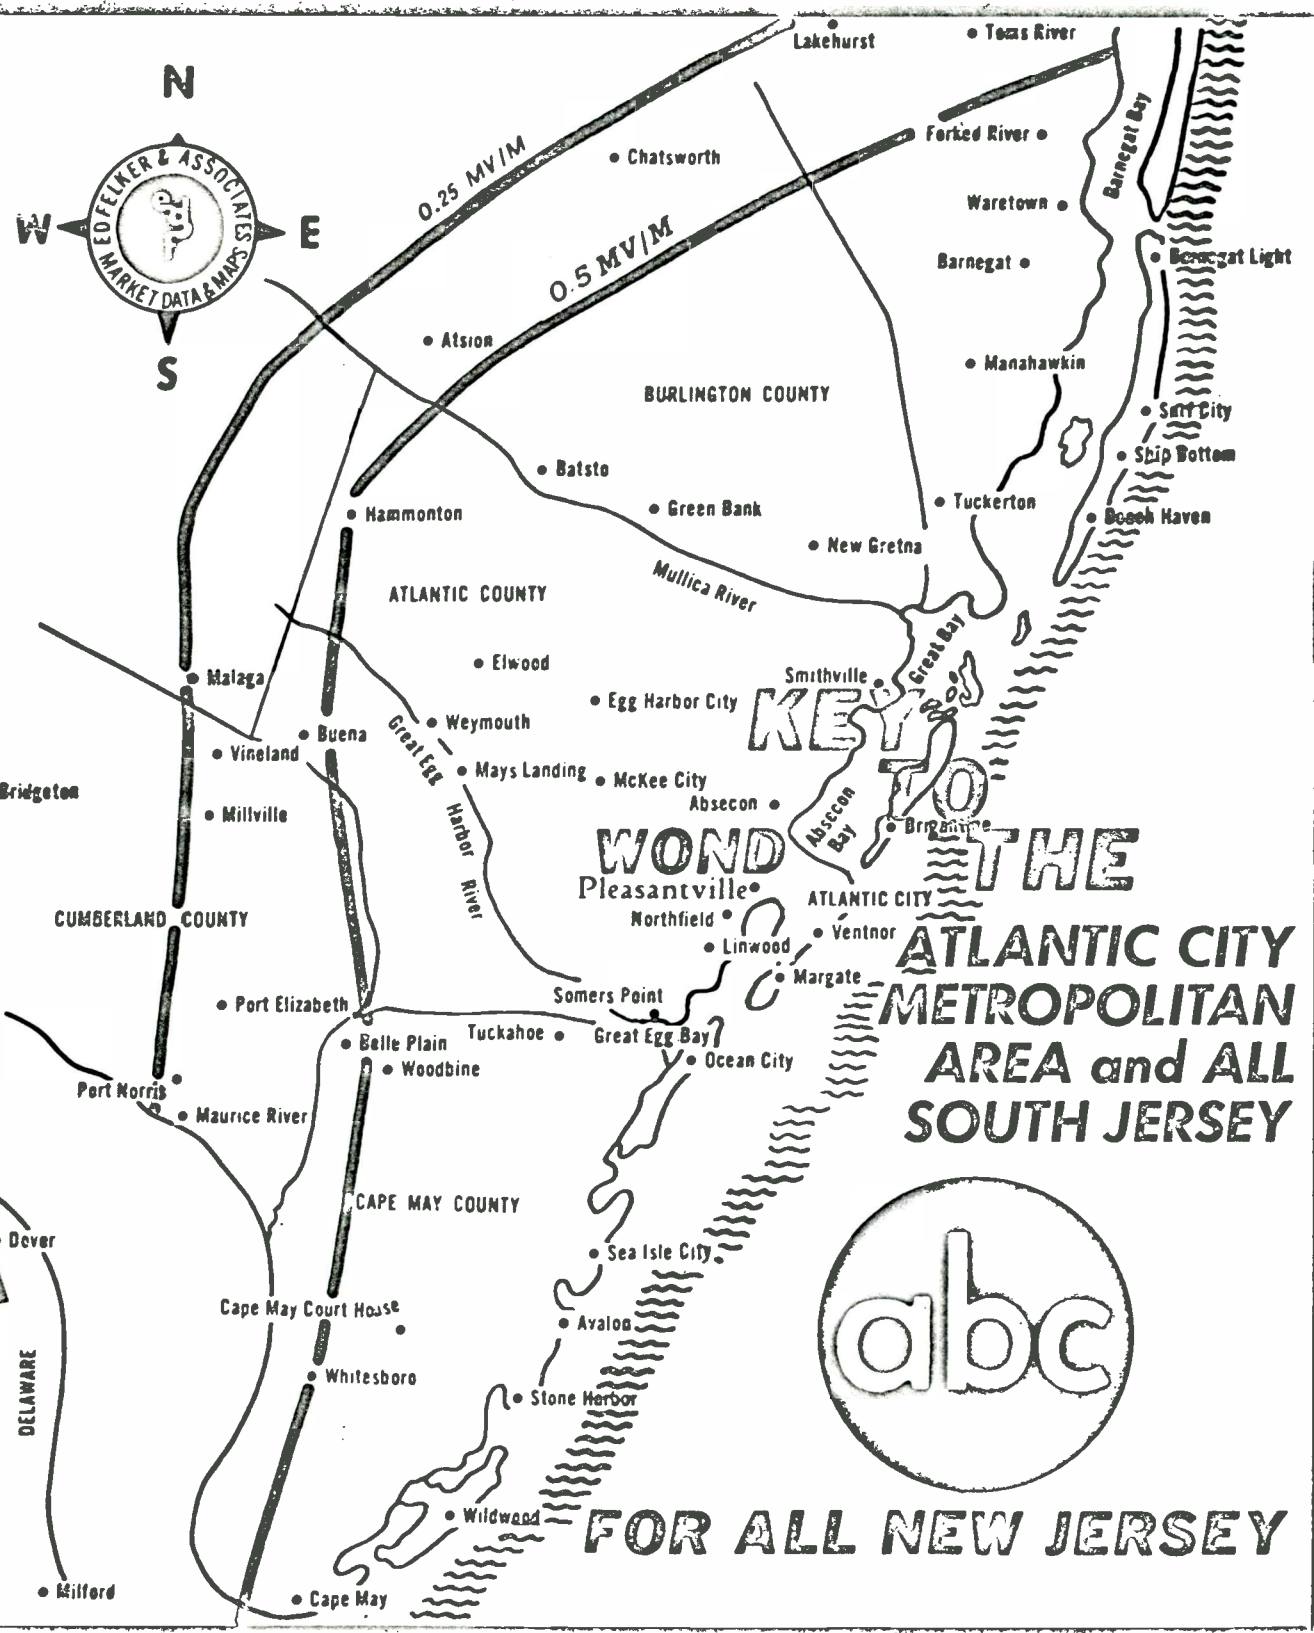 Lakehurst
Toms River
N
Forked River
Barnegat Bay
ED FELKER & ASSOCIATES
MARKET DATA & MAPS
W
E
S
0.25 MV/M
Chatsworth
Waretown
0.5 MV/M
Barnegat
Barnegat Light
Atsion
Manahawkin
BURLINGTON COUNTY
Surf City
Ship Bottom
Batsto
Green Bank
Tuckerton
Beach Haven
Hammonton
New Gretna
Mullica River
ATLANTIC COUNTY
Great Bay
Elwood
Smithville
Malaga
Egg Harbor City
KEY
Weymouth
Buena
Great Egg Harbor River
Vineland
TO
Mays Landing
McKee City
Bridgeton
Absecon
Absecon Bay
Millville
Brigantine
WOND
THE
Pleasantville
ATLANTIC CITY
CUMBERLAND COUNTY
Northfield
Ventnor
Linwood
ATLANTIC CITY
Margate
Port Elizabeth
Somers Point
METROPOLITAN
Tuckahoe
Great Egg Bay
Belle Plain
Ocean City
AREA and ALL
Woodbine
Port Norris
Maurice River
SOUTH JERSEY
CAPE MAY COUNTY
Dover
Sea Isle City
Cape May Court House
Avalon
abc
DELAWARE
Whitesboro
Stone Harbor
Wildwood
FOR ALL NEW JERSEY
Milford
Cape May